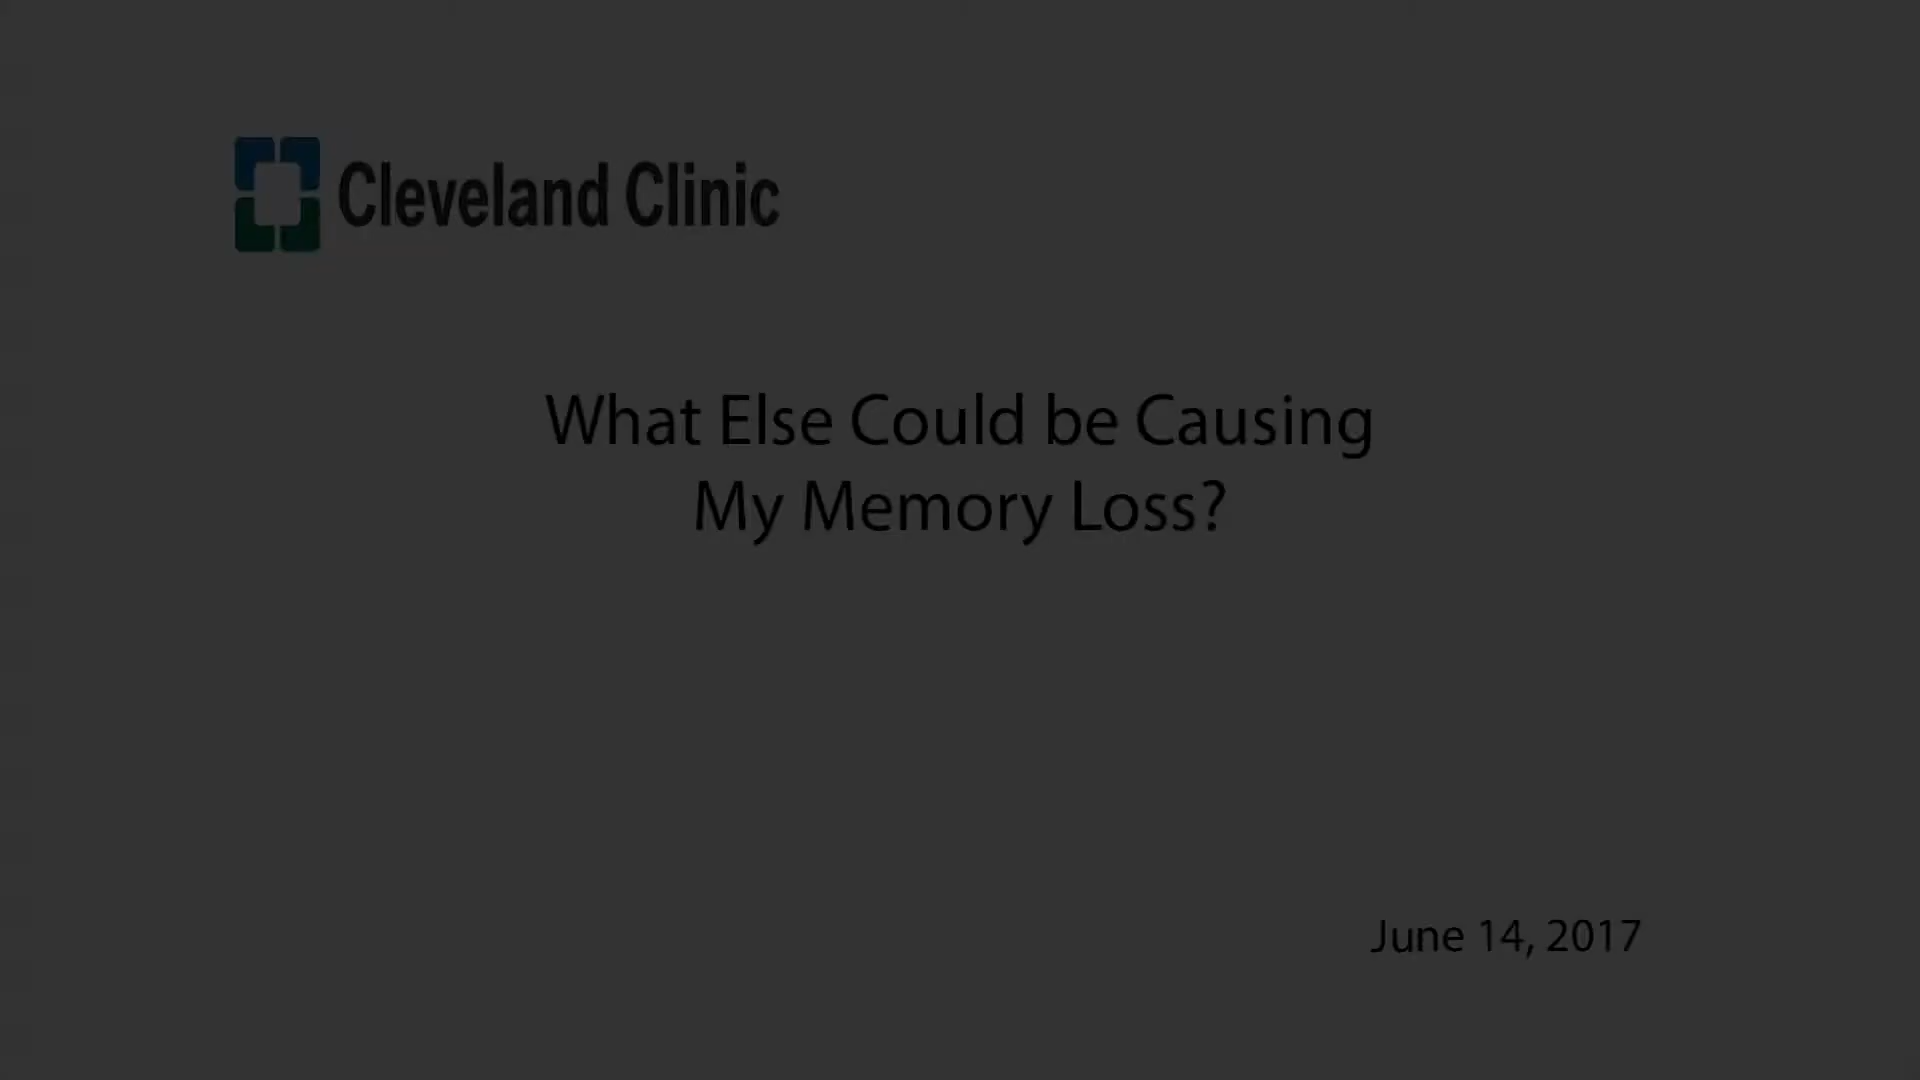 Cleveland Clinic
What Else Could be Causing
My Memory Loss?
June 14, 2017